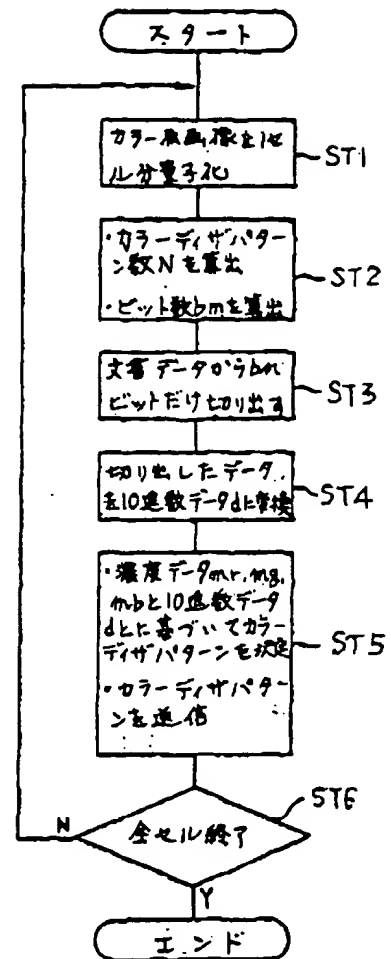 スタート
カラー原画像を1セ
ル分量子化
ST1
・カラーディザパター
ン数Nを算出
・ビット数bmを算出
ST2
文書データからbm
ビットだけ切り出す
ST3
切り出したデータ
を10進数データdに変換
ST4
・濃度データmr,mg,
mbと10進数データ
dとに基づいてカラー
ディザパターンを決定
・カラーディザパター
ンを送信
ST5
全セル終了
ST6
N
Y
エンド